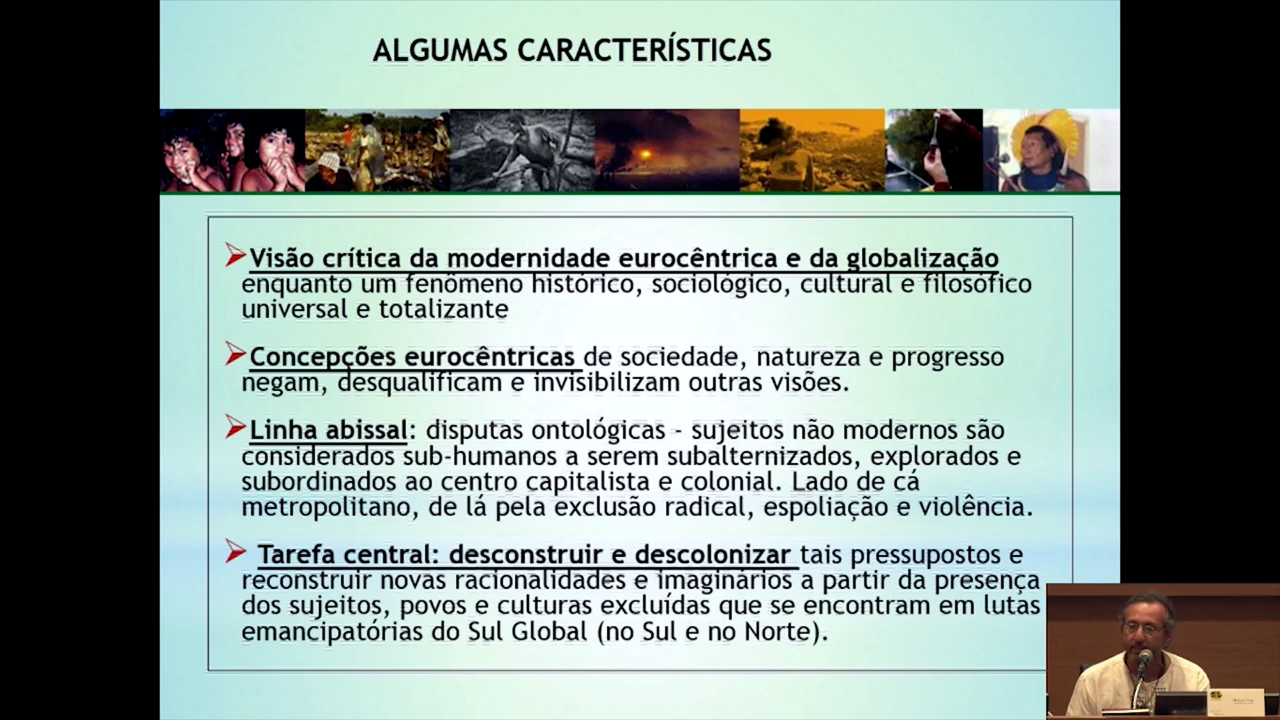 ALGUMAS CARACTERÍSTICAS
Visão crítica da modernidade eurocêntrica e da globalização
enquanto um fenômeno histórico, sociológico, cultural e filosófico
universal e totalizante
Concepções eurocêntricas de sociedade, natureza e progresso
negam, desqualificam e invisibilizam outras visões.
Linha abissal: disputas ontológicas - sujeitos não modernos são
considerados sub-humanos a serem subalternizados, explorados e
subordinados ao centro capitalista e colonial. Lado de cá
metropolitano, de lá pela exclusão radical, espoliação e violência.
Tarefa central: desconstruir e descolonizar tais pressupostos e
reconstruir novas racionalidades e imaginários a partir da presença
dos sujeitos, povos e culturas excluídas que se encontram em lutas
emancipatórias do Sul Global (no Sul e no Norte).